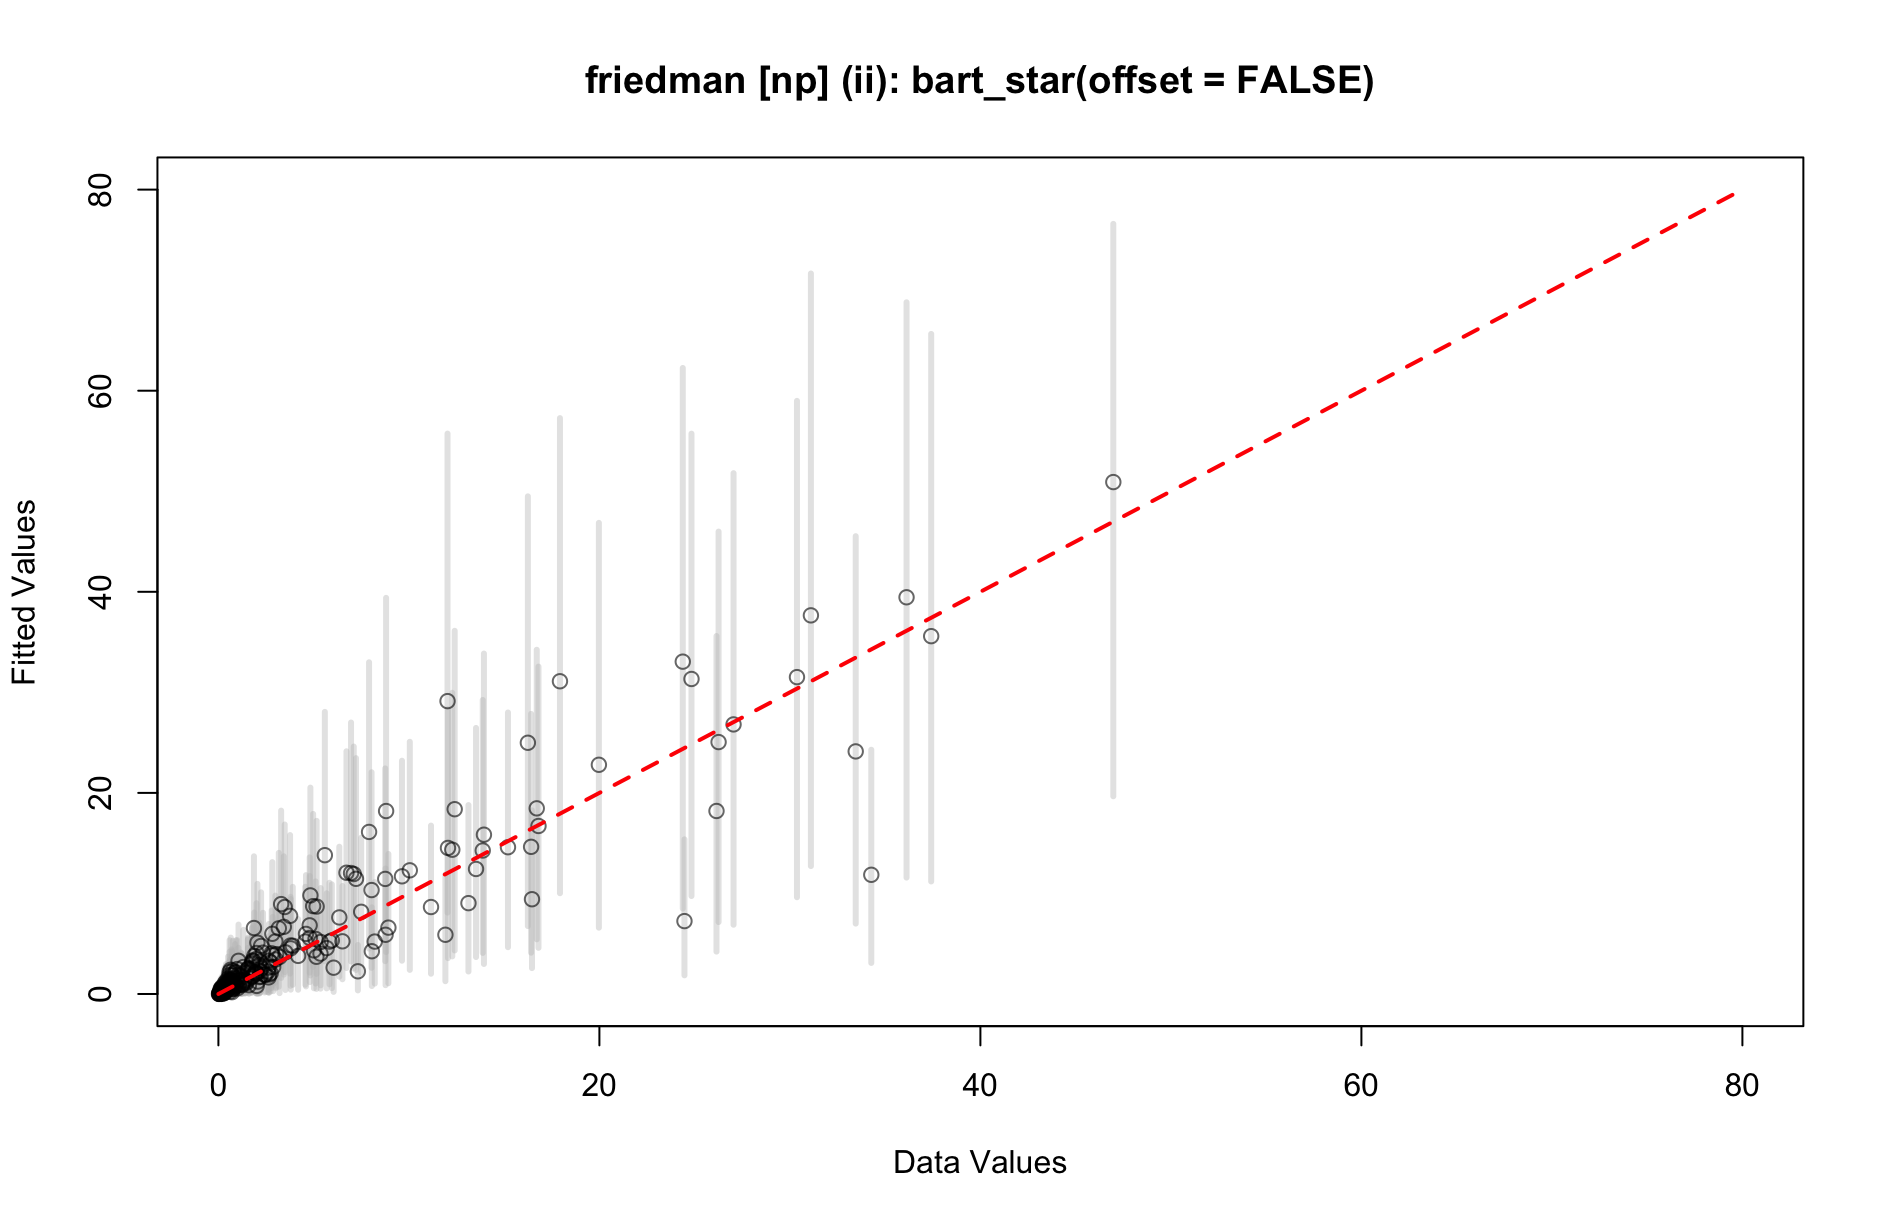 friedman [np] (ii): bart_star(offset = FALSE)
Fitted Values
80
60
40
20
0
0 20 40 60 80
Data Values